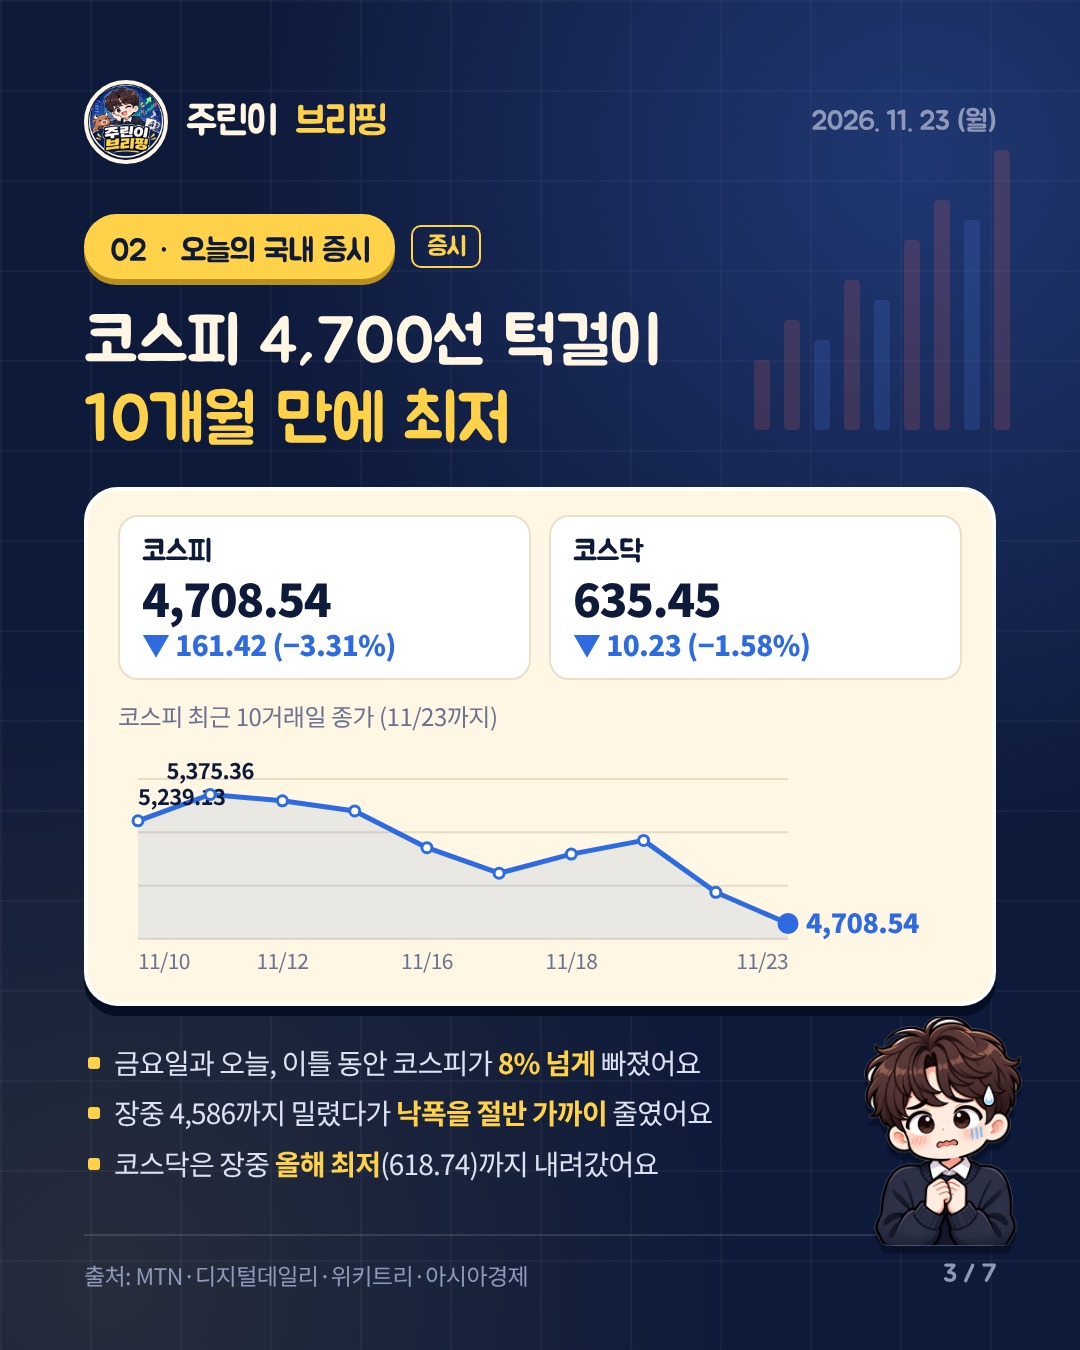 주린이 브리핑
주린이 브리핑
2026. 11. 23 (월)
02 · 오늘의 국내 증시
증시
코스피 4,700선 턱걸이
10개월 만에 최저
코스피
4,708.54
▼ 161.42 (−3.31%)
코스닥
635.45
▼ 10.23 (−1.58%)
코스피 최근 10거래일 종가 (11/23까지)
5,375.36
5,239.13
4,708.54
11/10 11/12 11/16 11/18 11/23
금요일과 오늘, 이틀 동안 코스피가 8% 넘게 빠졌어요
장중 4,586까지 밀렸다가 낙폭을 절반 가까이 줄였어요
코스닥은 장중 올해 최저(618.74)까지 내려갔어요
출처: MTN·디지털데일리·위키트리·아시아경제
3 / 7